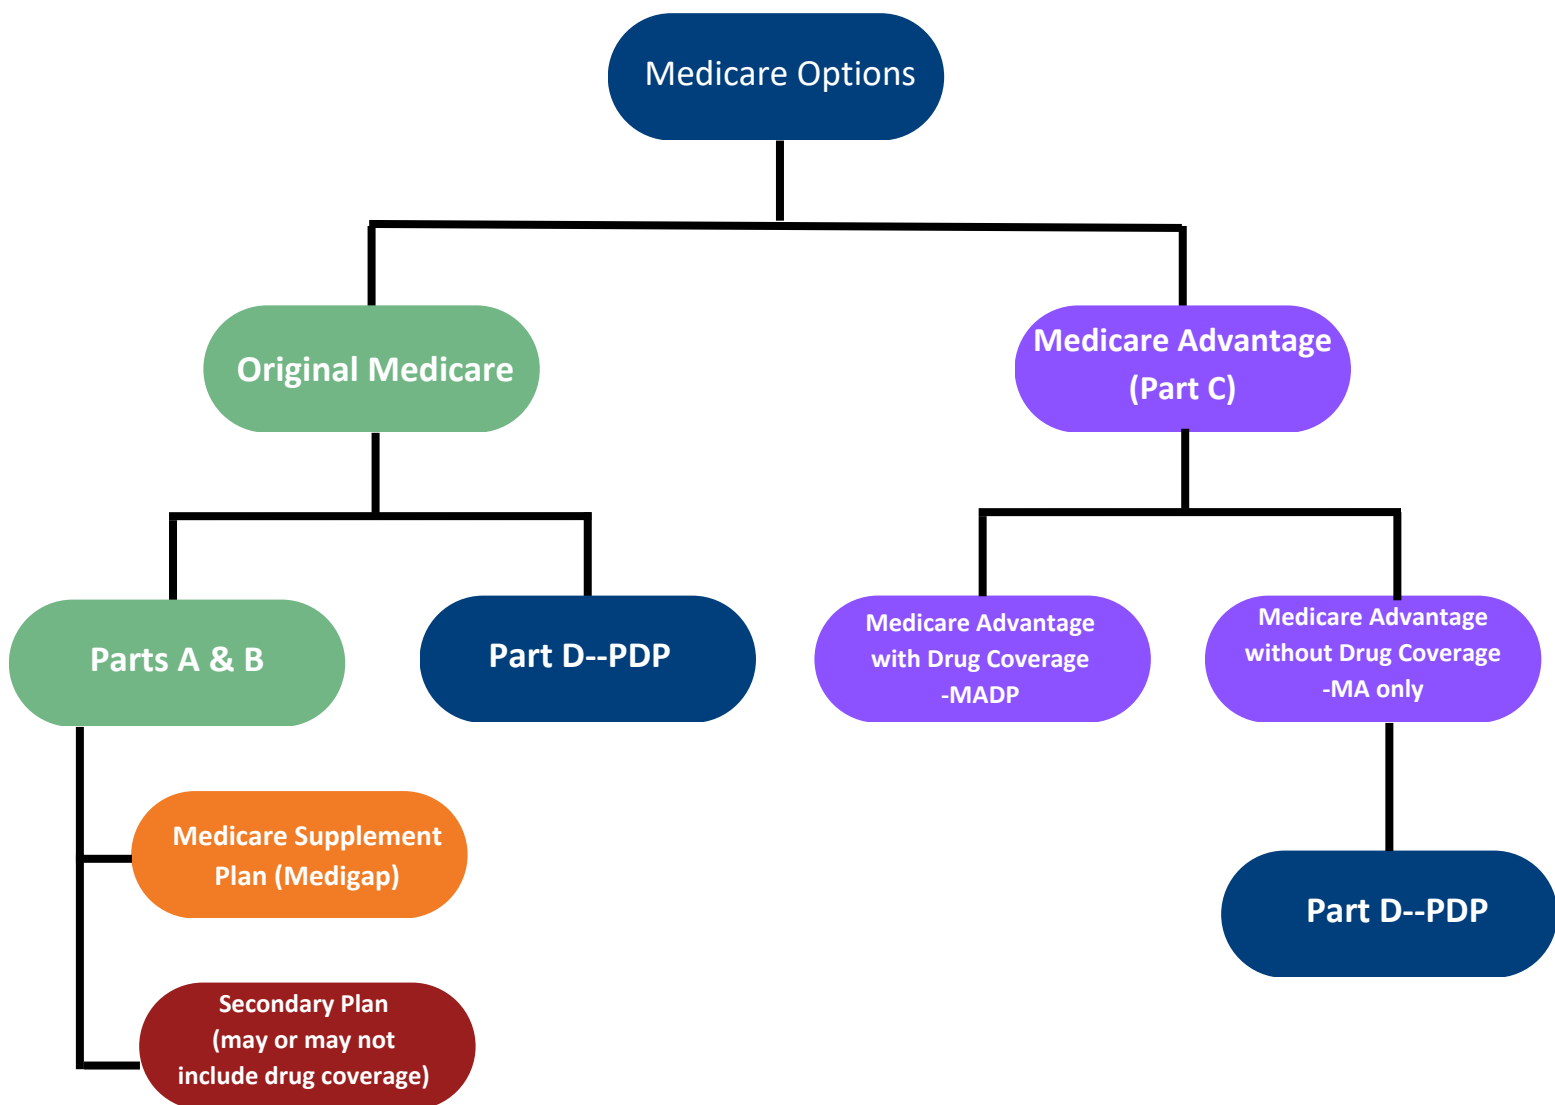 Medicare Options
Original Medicare
Medicare Advantage
(Part C)
Parts A & B
Part D--PDP
Medicare Advantage
with Drug Coverage
-MADP
Medicare Advantage
without Drug Coverage
-MA only
Medicare Supplement
Plan (Medigap)
Part D--PDP
Secondary Plan
(may or may not
include drug coverage)